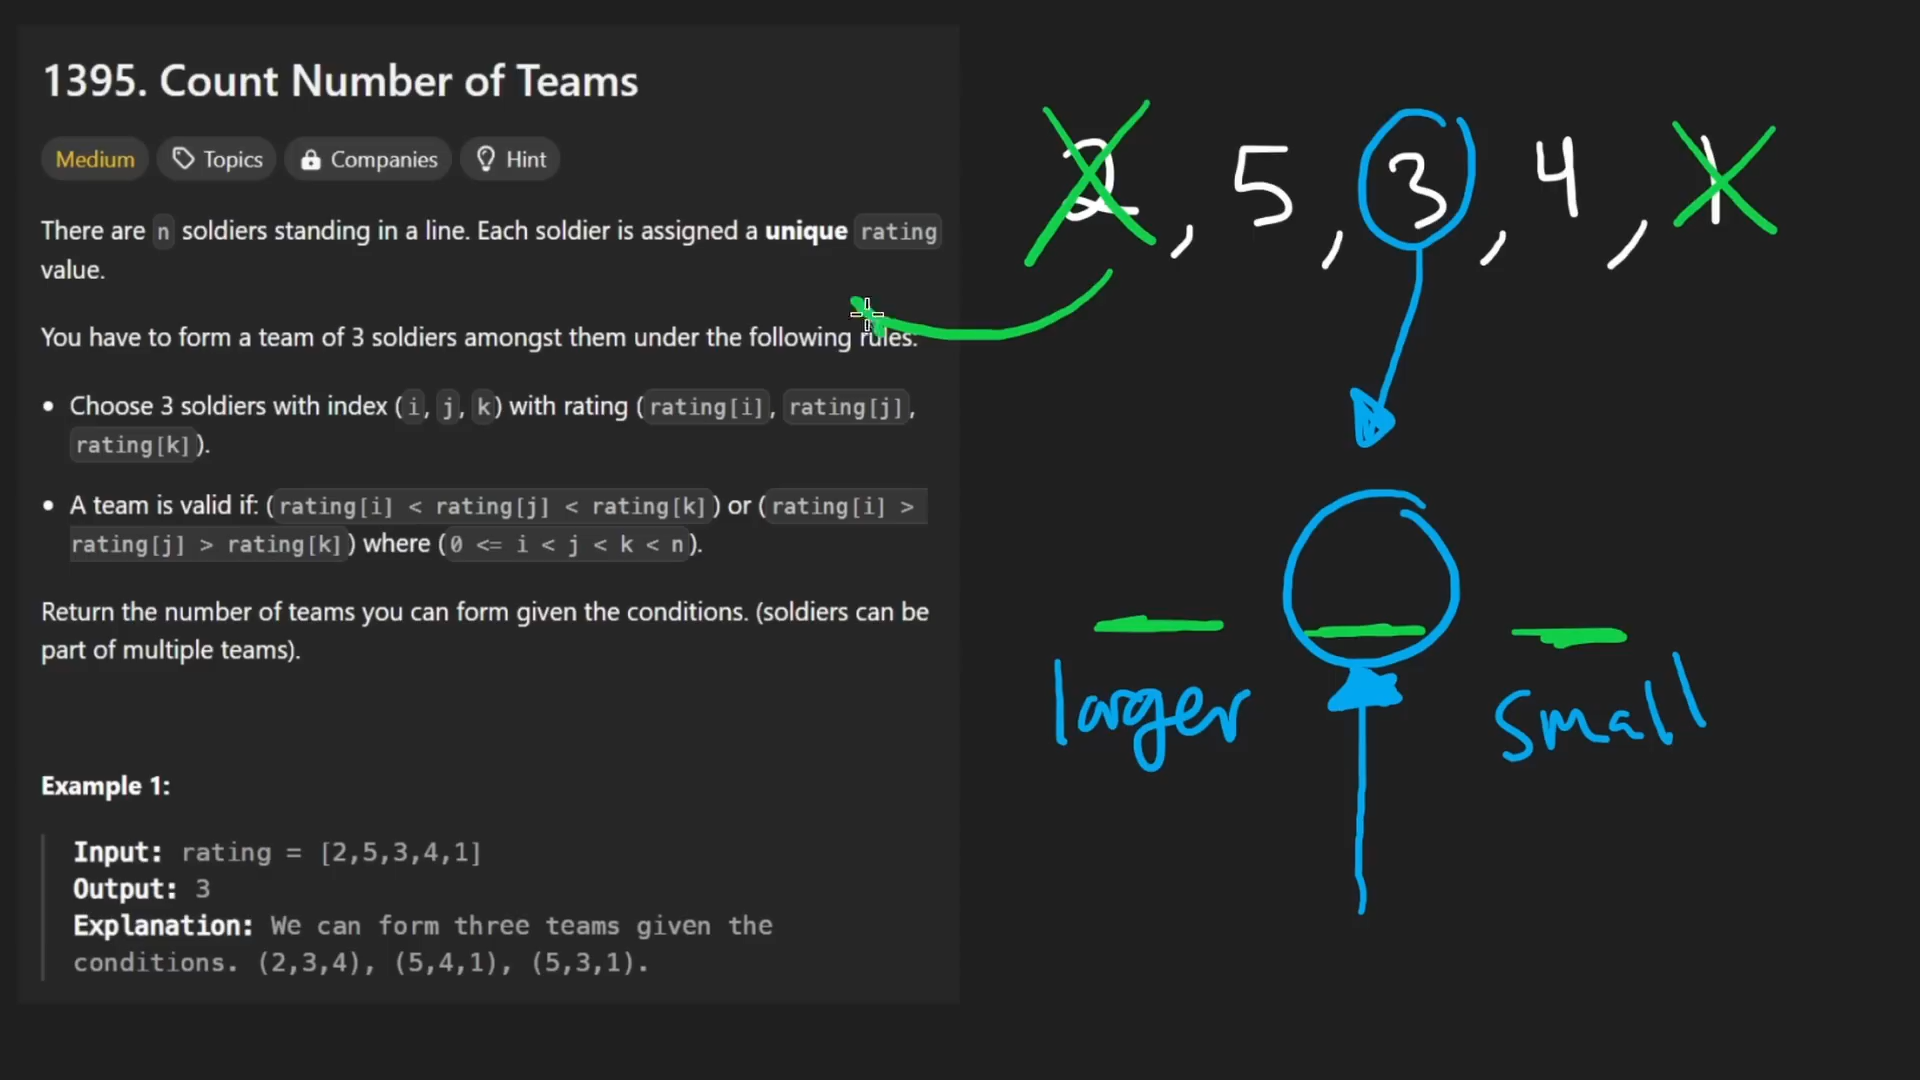 1395. Count Number of Teams
Medium Topics Companies Hint
There are n soldiers standing in a line. Each soldier is assigned a unique rating
value.
You have to form a team of 3 soldiers amongst them under the following rules:
• Choose 3 soldiers with index (i, j, k) with rating (rating[i], rating[j],
rating[k]).
• A team is valid if: (rating[i] < rating[j] < rating[k]) or (rating[i] >
rating[j] > rating[k]) where (0 <= i < j < k < n).
Return the number of teams you can form given the conditions. (soldiers can be
part of multiple teams).
Example 1:
Input: rating = [2,5,3,4,1]
Output: 3
Explanation: We can form three teams given the
conditions. (2,3,4), (5,4,1), (5,3,1).
2, 5, 3, 4, 1
larger small